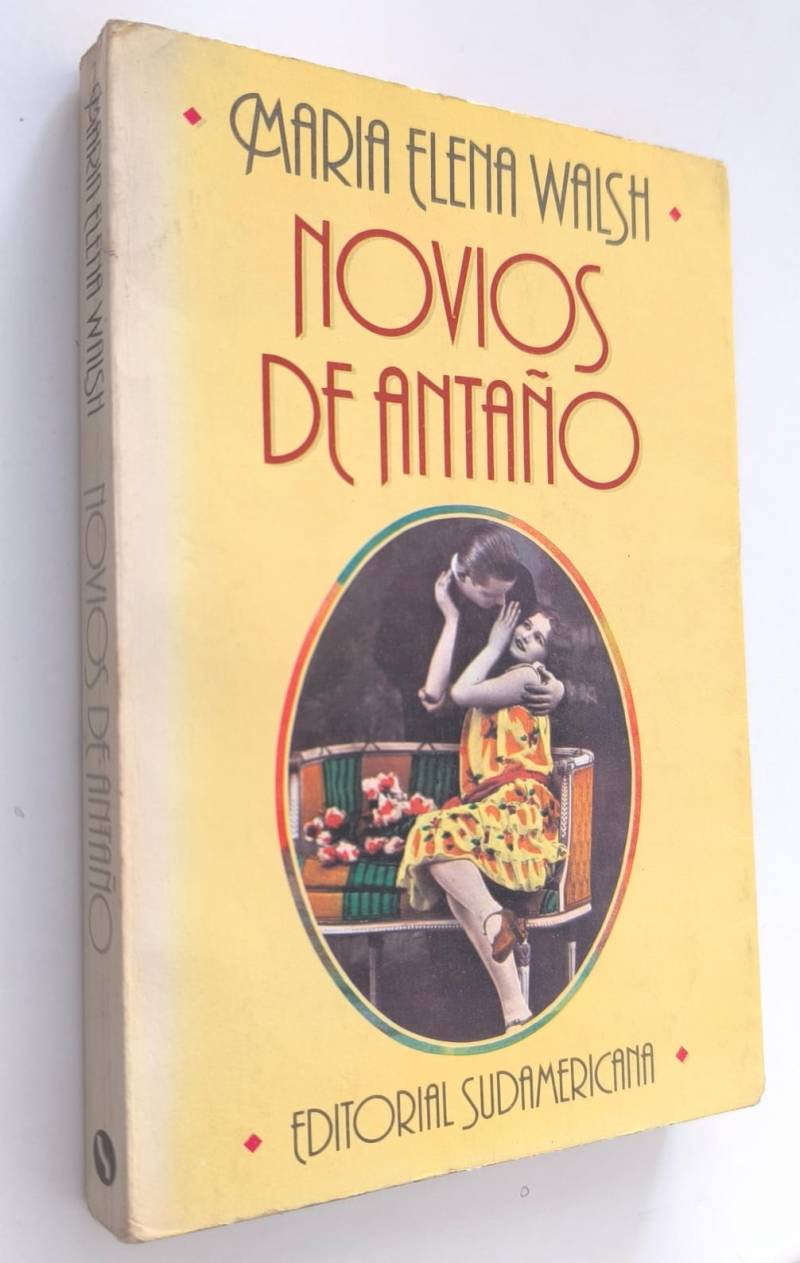 MARIA ELENA WALSH
NOVIOS
DE ANTAÑO
EDITORIAL SUDAMERICANA
MARIA ELENA WALSH NOVIOS DE ANTAÑO